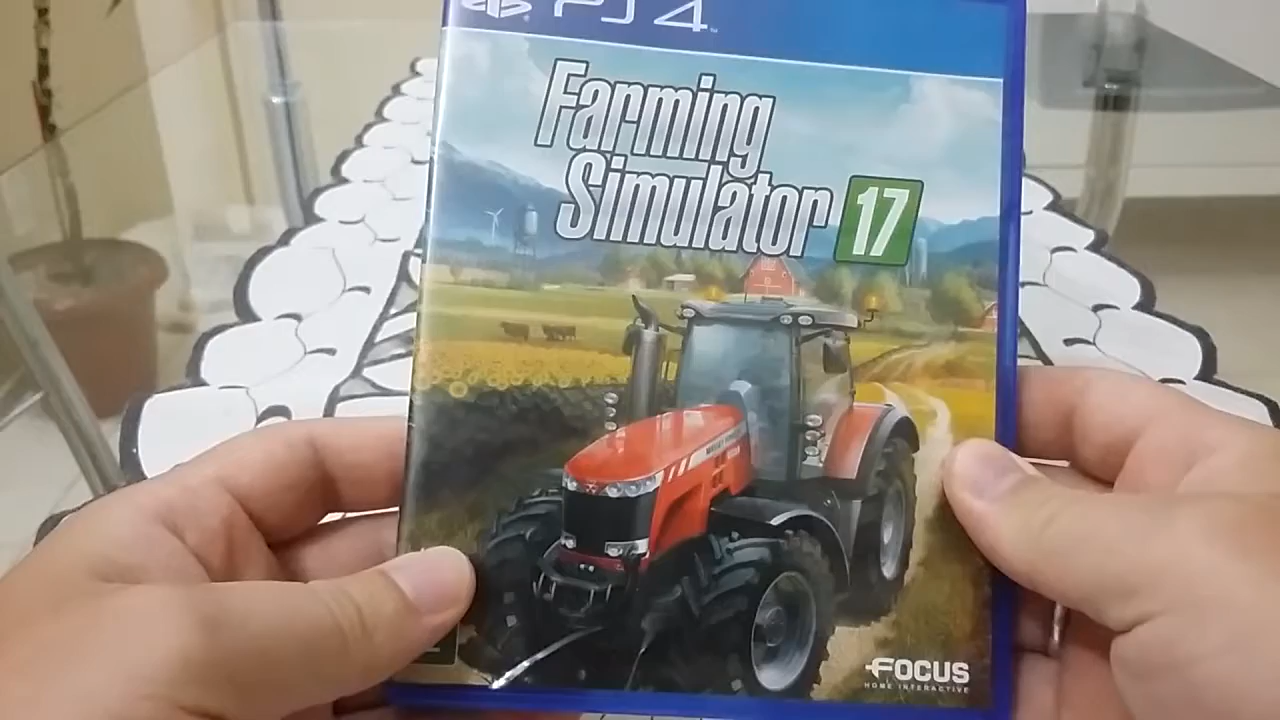 PS4
Farming
Simulator 17
FOCUS
HOME INTERACTIVE